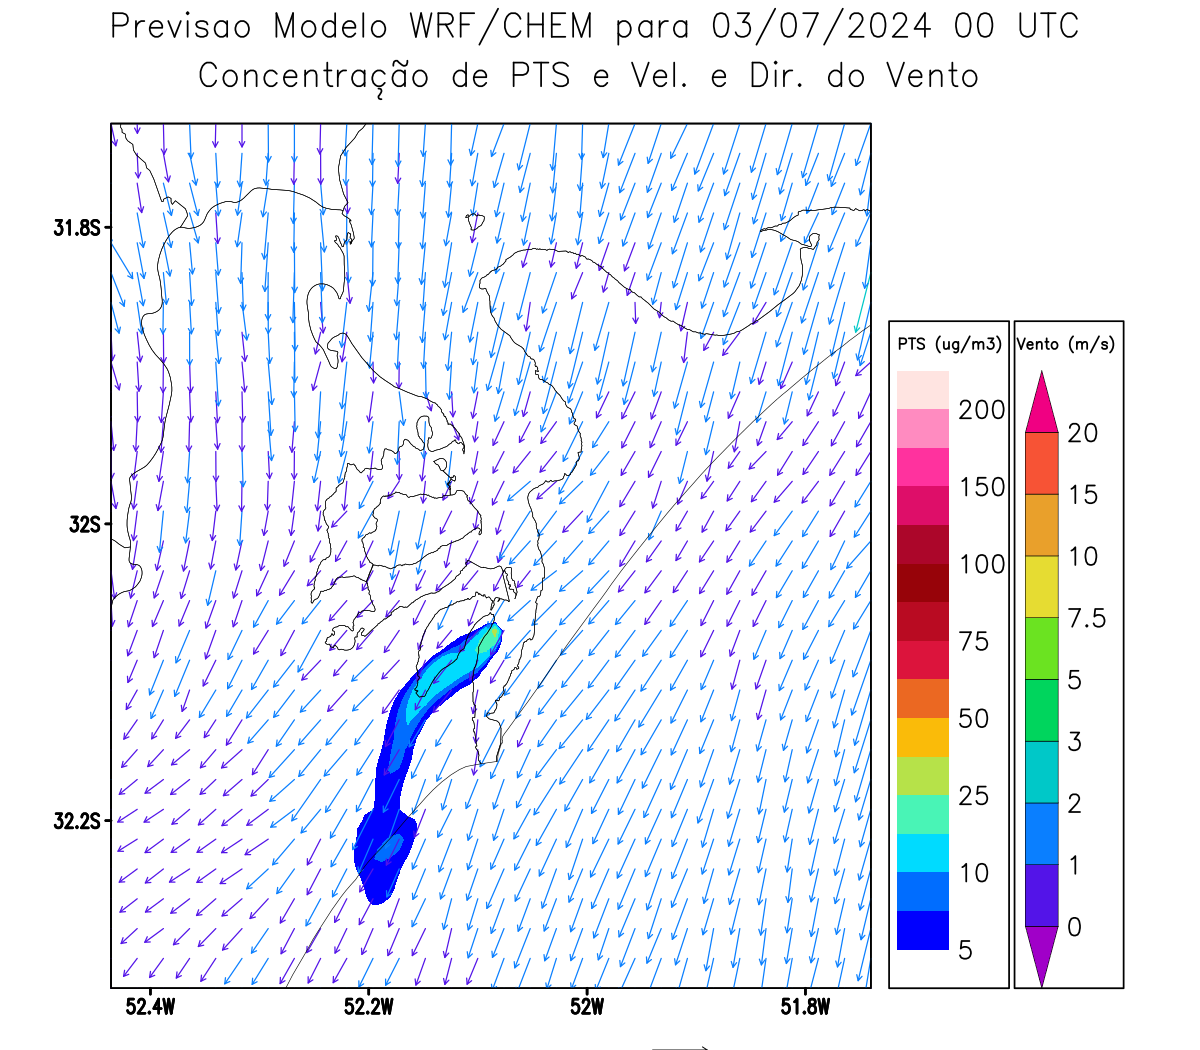 Previsao Modelo WRF/CHEM para 03/07/2024 00 UTC
Concentração de PTS e Vel. e Dir. do Vento
31.8S
32S
32.2S
52.4W
52.2W
52W
51.8W
PTS (ug/m3)
200
150
100
75
50
25
10
5
Vento (m/s)
20
15
10
7.5
5
3
2
1
0